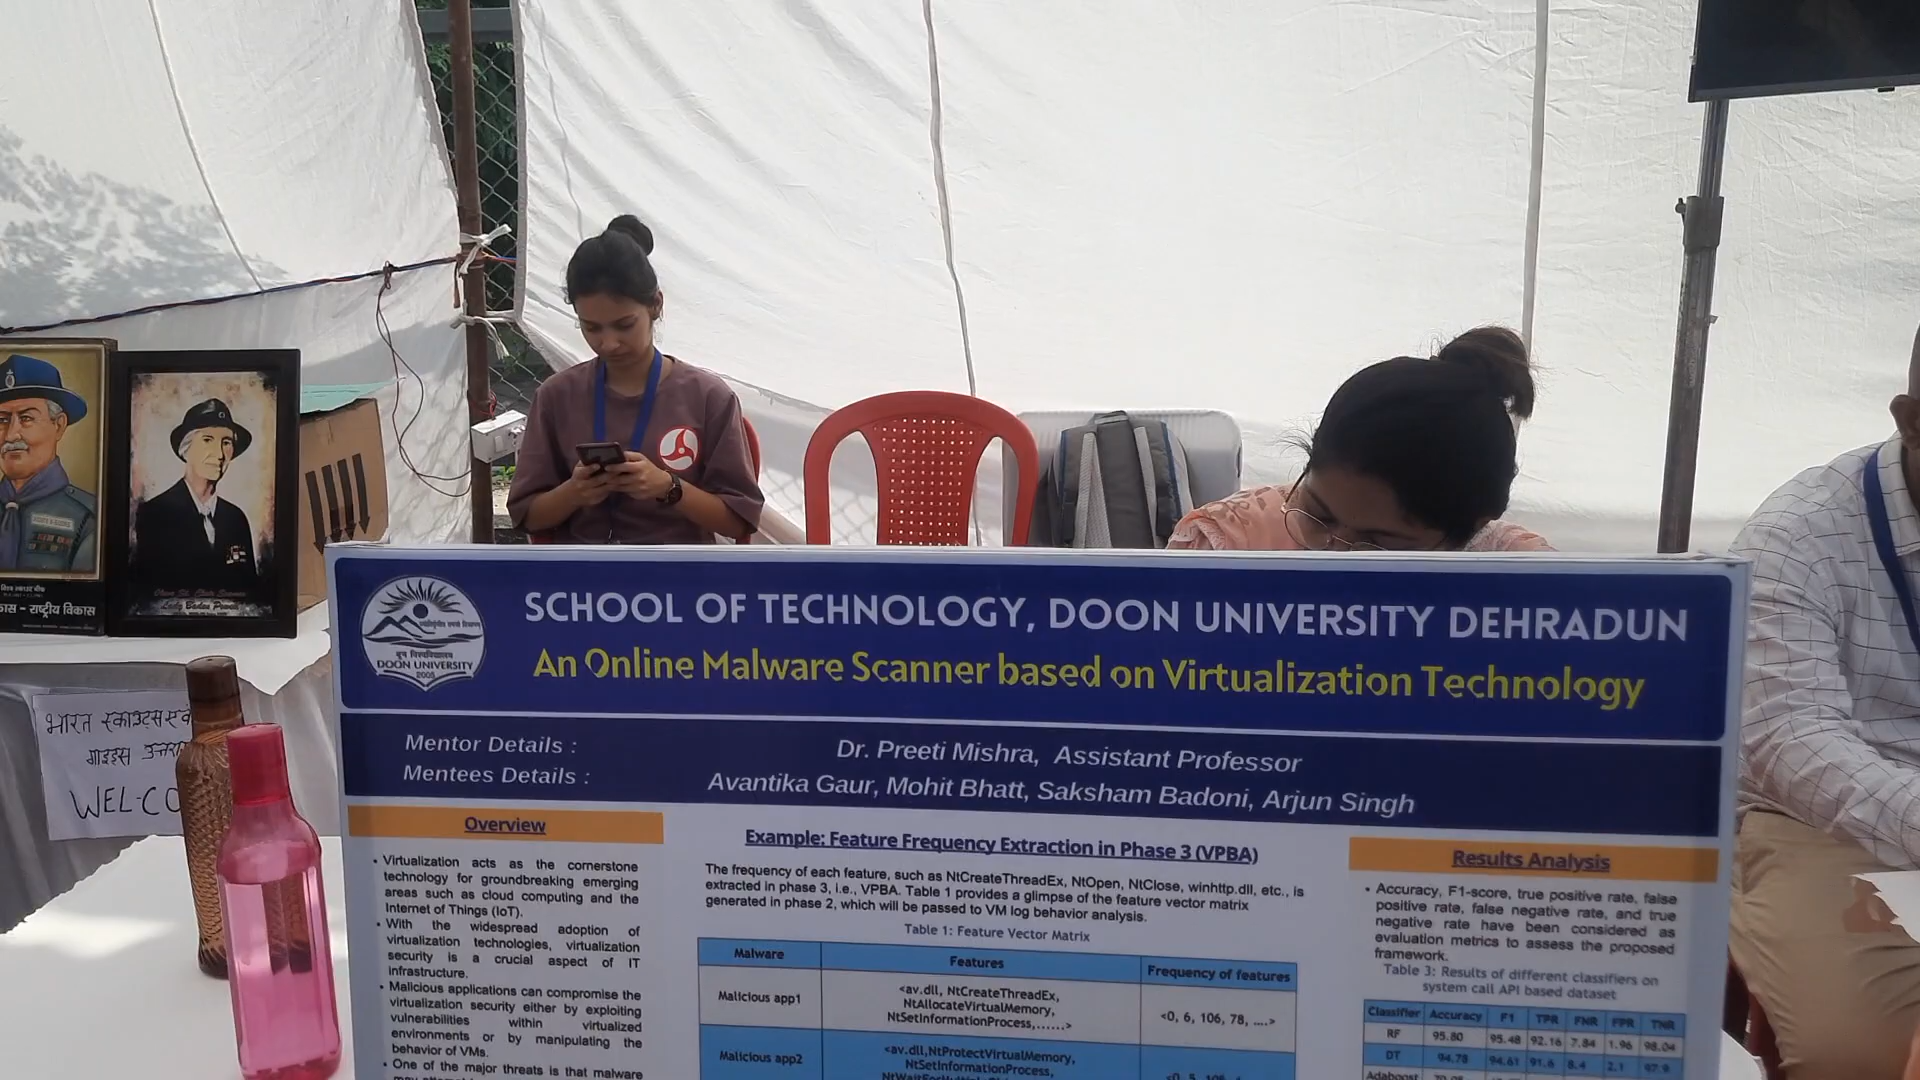 SCHOOL OF TECHNOLOGY, DOON UNIVERSITY DEHRADUN
An Online Malware Scanner based on Virtualization Technology
दून विश्वविद्यालय
DOON UNIVERSITY
2005
Mentor Details :
Dr. Preeti Mishra, Assistant Professor
Mentees Details :
Avantika Gaur, Mohit Bhatt, Saksham Badoni, Arjun Singh
Overview
• Virtualization acts as the cornerstone
technology for groundbreaking emerging
areas such as cloud computing and the
Internet of Things (IoT).
• With the widespread adoption of
virtualization technologies, virtualization
security is a crucial aspect of IT
infrastructure.
• Malicious applications can compromise the
virtualization security either by exploiting
vulnerabilities within virtualized
environments or by manipulating the
behavior of VMs.
• One of the major threats is that malware
Example: Feature Frequency Extraction in Phase 3 (VPBA)
The frequency of each feature, such as NtCreateThreadEx, NtOpen, NtClose, winhttp.dll, etc., is
extracted in phase 3, i.e., VPBA. Table 1 provides a glimpse of the feature vector matrix
generated in phase 2, which will be passed to VM log behavior analysis.
Table 1: Feature Vector Matrix
Malware Features Frequency of features
Malicious app1
<av.dll, NtCreateThreadEx,
NtAllocateVirtualMemory,
NtSetInformationProcess,......>
<0, 6, 106, 78, ....>
Malicious app2
<av.dll,NtProtectVirtualMemory,
NtSetInformationProcess,
Results Analysis
• Accuracy, F1-score, true positive rate, false
positive rate, false negative rate, and true
negative rate have been considered as
evaluation metrics to assess the proposed
framework.
Table 3: Results of different classifiers on
system call API based dataset
Classifier Accuracy F1 TPR FNR FPR TNR
RF 95.80 95.48 92.16 7.84 1.96 98.04
DT 94.78 94.61 91.6 8.4 2.1 97.9
Adaboost
राष्ट्रीय विकास
Lady Baden Powell
भारत स्काउट्स एवं
गाइड्स
WEL-CO